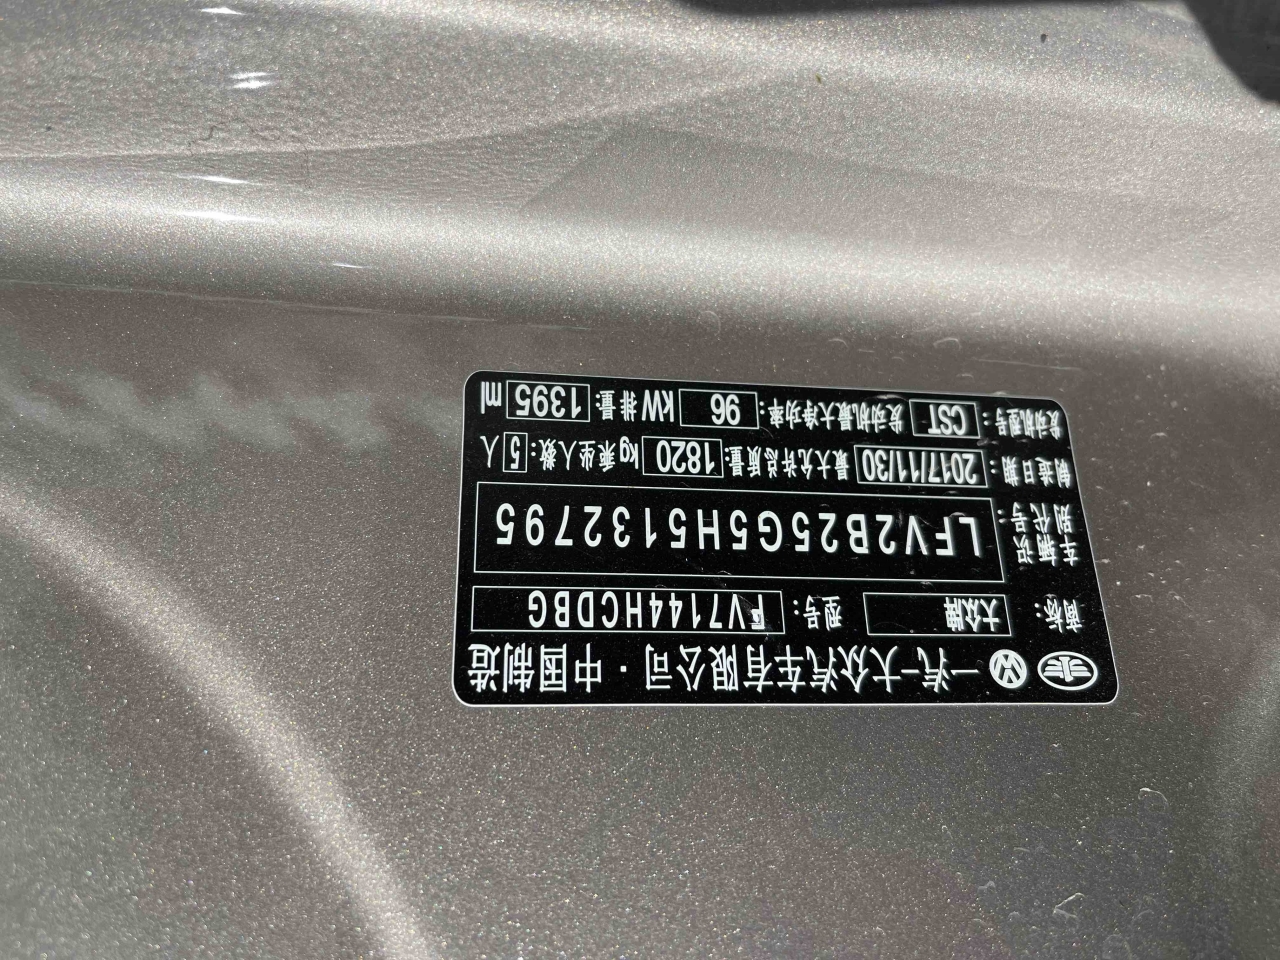 一汽-大众汽车有限公司·中国制造
商标：大众牌 型号：FV7144HCDBG
车辆识别代号：LFV2B25G5H5132795
制造日期：2017/11/30 最大允许总质量：1820 kg 乘坐人数：5 人
发动机型号：CST 发动机最大净功率：96 kW 排量：1395 ml